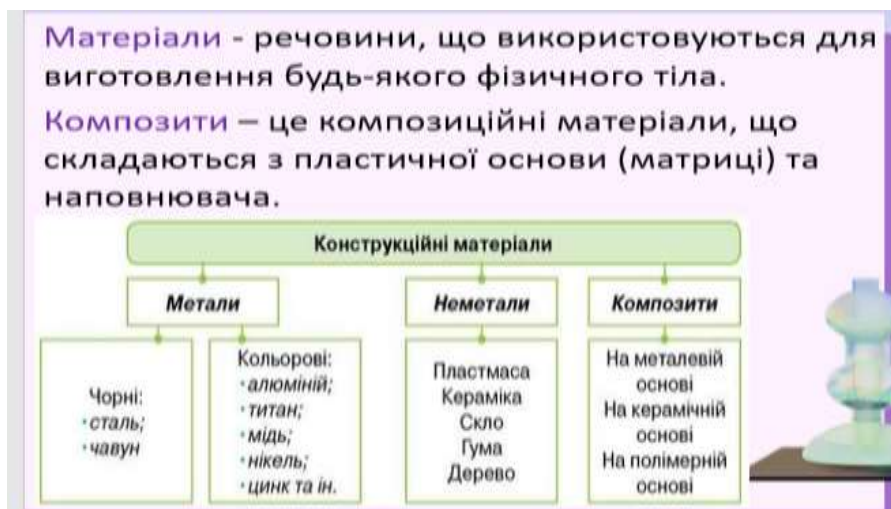 Матеріали - речовини, що використовуються для
виготовлення будь-якого фізичного тіла.
Композити – це композиційні матеріали, що
складаються з пластичної основи (матриці) та
наповнювача.
Конструкційні матеріали
Метали
Неметали
Композити
Чорні:
·сталь;
·чавун
Кольорові:
·алюміній;
·титан;
·мідь;
·нікель;
·цинк та ін.
Пластмаса
Кераміка
Скло
Гума
Дерево
На металевій
основі
На керамічній
основі
На полімерній
основі